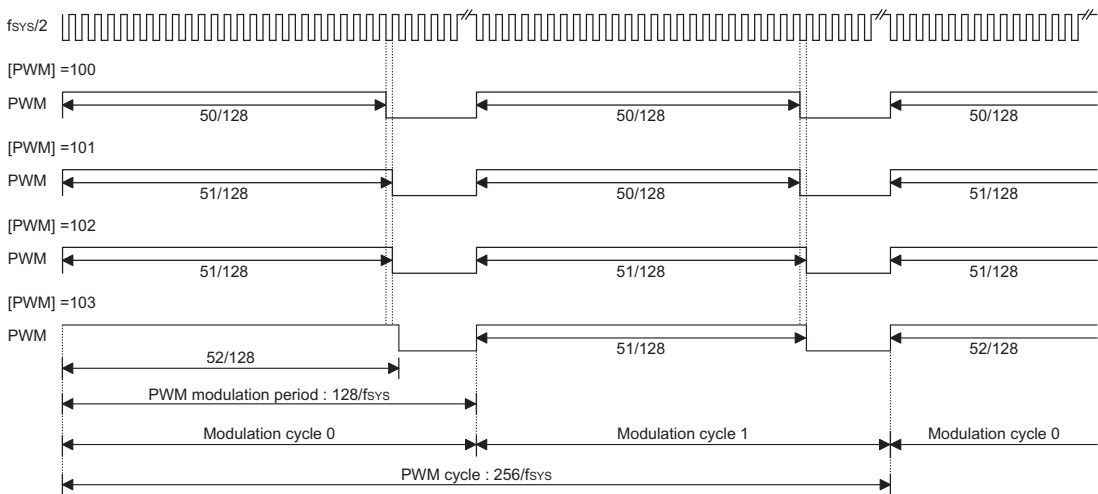 fSYS/2
[PWM] =100
PWM
50/128
50/128
50/128
[PWM] =101
PWM
51/128
50/128
51/128
[PWM] =102
PWM
51/128
51/128
51/128
[PWM] =103
PWM
52/128
51/128
52/128
PWM modulation period : 128/fSYS
Modulation cycle 0
Modulation cycle 1
Modulation cycle 0
PWM cycle : 256/fSYS